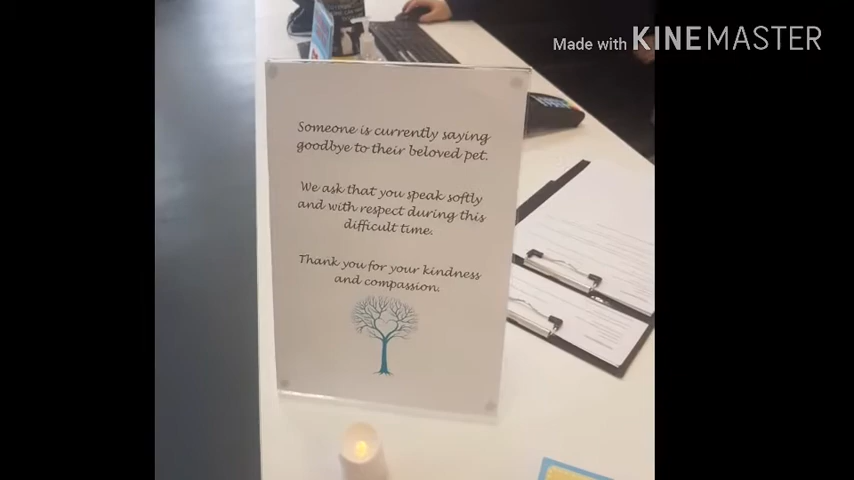 Made with KINEMASTER
Someone is currently saying
goodbye to their beloved pet.
We ask that you speak softly
and with respect during this
difficult time.
Thank you for your kindness
and compassion.